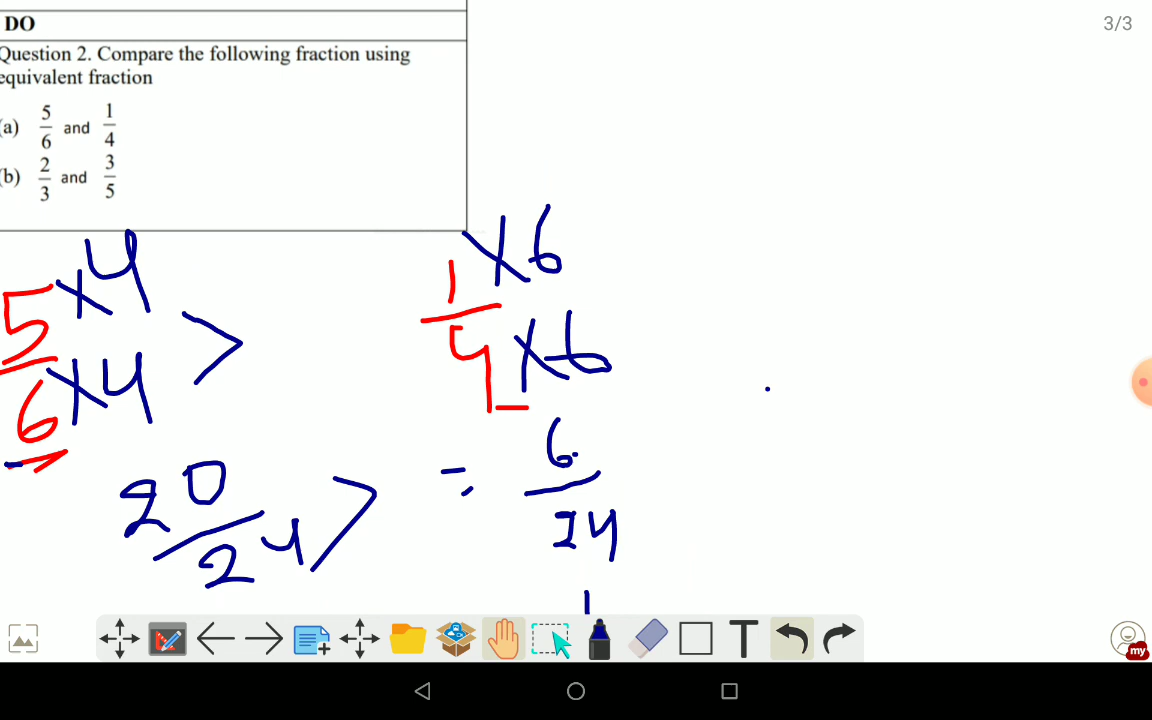 DO
3/3
Question 2. Compare the following fraction using
equivalent fraction
(a) 5/6 and 1/4
(b) 2/3 and 3/5
5×4/6×4 > 1×6/4×6
20/24 > = 6/24
T
my